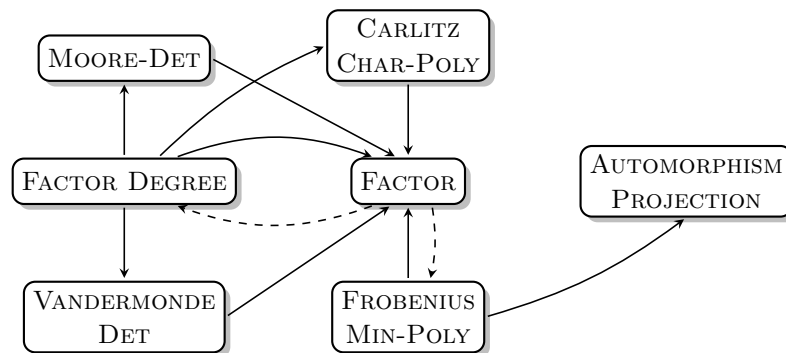 CARLITZ
CHAR-POLY
MOORE-DET
FACTOR DEGREE
FACTOR
AUTOMORPHISM
PROJECTION
VANDERMONDE
DET
FROBENIUS
MIN-POLY